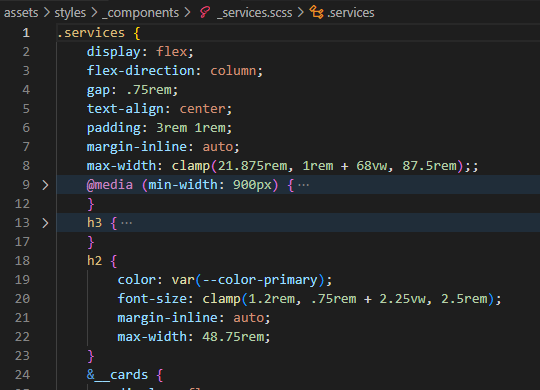 assets > styles > _components > _services.scss > .services
1 .services {
2 display: flex;
3 flex-direction: column;
4 gap: .75rem;
5 text-align: center;
6 padding: 3rem 1rem;
7 margin-inline: auto;
8 max-width: clamp(21.875rem, 1rem + 68vw, 87.5rem);;
9 > @media (min-width: 900px) { ···
12 }
13 > h3 { ···
17 }
18 h2 {
19 color: var(--color-primary);
20 font-size: clamp(1.2rem, .75rem + 2.25vw, 2.5rem);
21 margin-inline: auto;
22 max-width: 48.75rem;
23 }
24 &__cards {